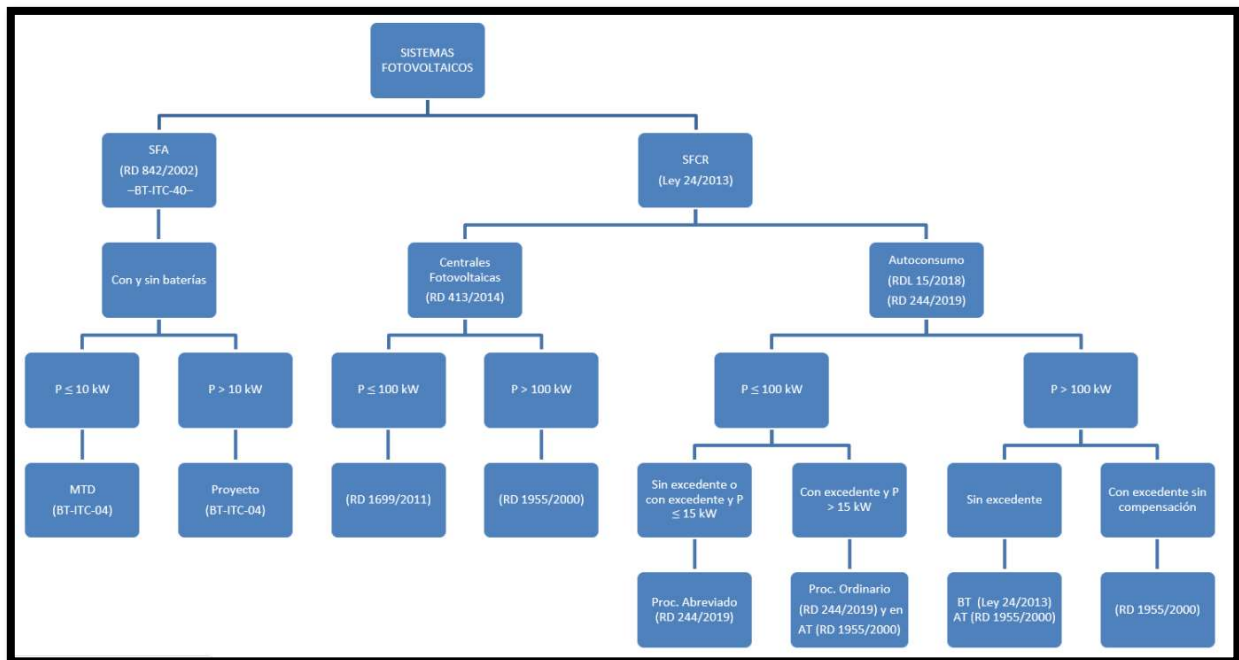 SISTEMAS
FOTOVOLTAICOS
SFA
(RD 842/2002)
–BT-ITC-40–
SFCR
(Ley 24/2013)
Con y sin baterías
Centrales
Fotovoltaicas
(RD 413/2014)
Autoconsumo
(RDL 15/2018)
(RD 244/2019)
P ≤ 10 kW
P > 10 kW
P ≤ 100 kW
P > 100 kW
P ≤ 100 kW
P > 100 kW
MTD
(BT-ITC-04)
Proyecto
(BT-ITC-04)
(RD 1699/2011)
(RD 1955/2000)
Sin excedente o
con excedente y P
≤ 15 kW
Con excedente y P
> 15 kW
Sin excedente
Con excedente sin
compensación
Proc. Abreviado
(RD 244/2019)
Proc. Ordinario
(RD 244/2019) y en
AT (RD 1955/2000)
BT (Ley 24/2013)
AT (RD 1955/2000)
(RD 1955/2000)